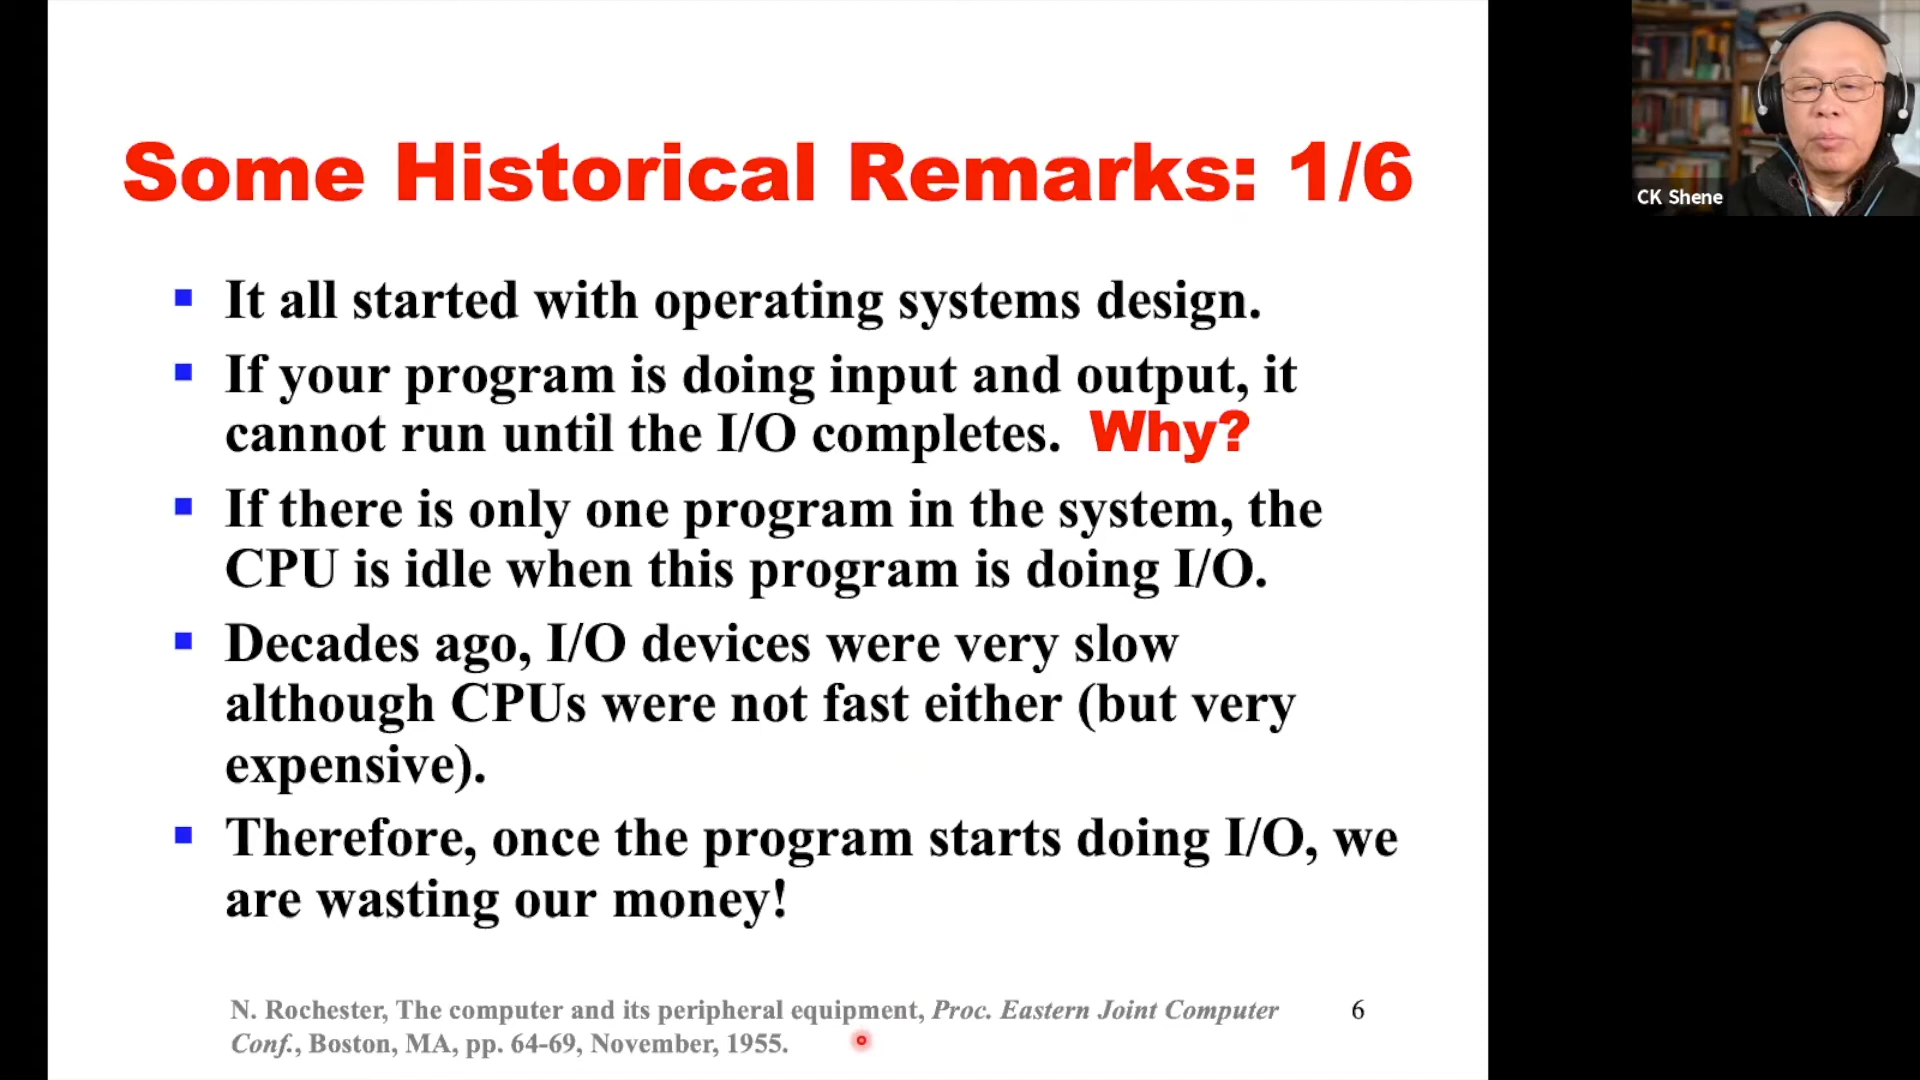 Some Historical Remarks: 1/6
It all started with operating systems design.
If your program is doing input and output, it
cannot run until the I/O completes. Why?
If there is only one program in the system, the
CPU is idle when this program is doing I/O.
Decades ago, I/O devices were very slow
although CPUs were not fast either (but very
expensive).
Therefore, once the program starts doing I/O, we
are wasting our money!
N. Rochester, The computer and its peripheral equipment, Proc. Eastern Joint Computer
Conf., Boston, MA, pp. 64-69, November, 1955.
6
CK Shene